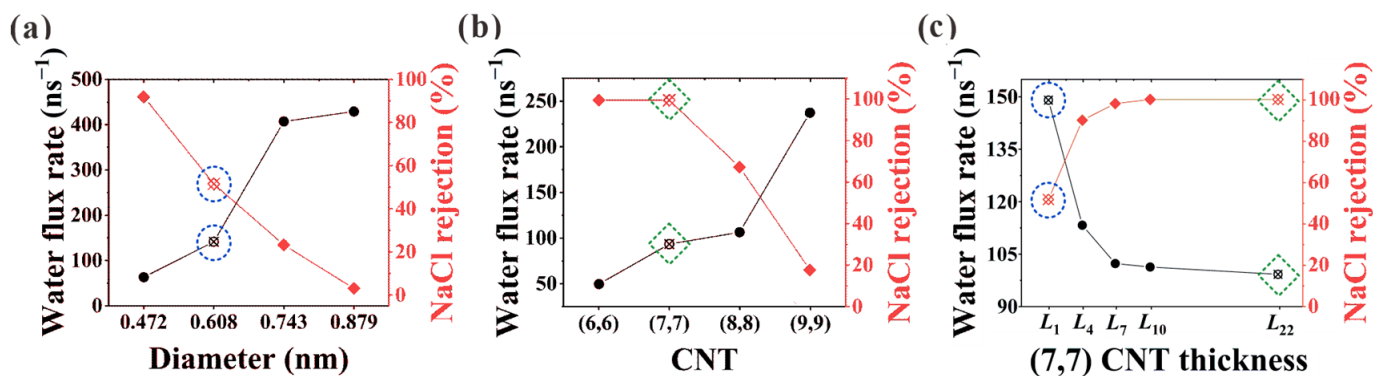 (a)
Water flux rate (ns⁻¹)
500
400
300
200
100
0
0.472 0.608 0.743 0.879
Diameter (nm)
100
80
60
40
20
0
NaCl rejection (%)
(b)
Water flux rate (ns⁻¹)
250
200
150
100
50
(6,6) (7,7) (8,8) (9,9)
CNT
100
80
60
40
20
0
NaCl rejection (%)
(c)
Water flux rate (ns⁻¹)
150
135
120
105
90
L₁ L₄ L₇ L₁₀ L₂₂
(7,7) CNT thickness
100
80
60
40
20
0
NaCl rejection (%)